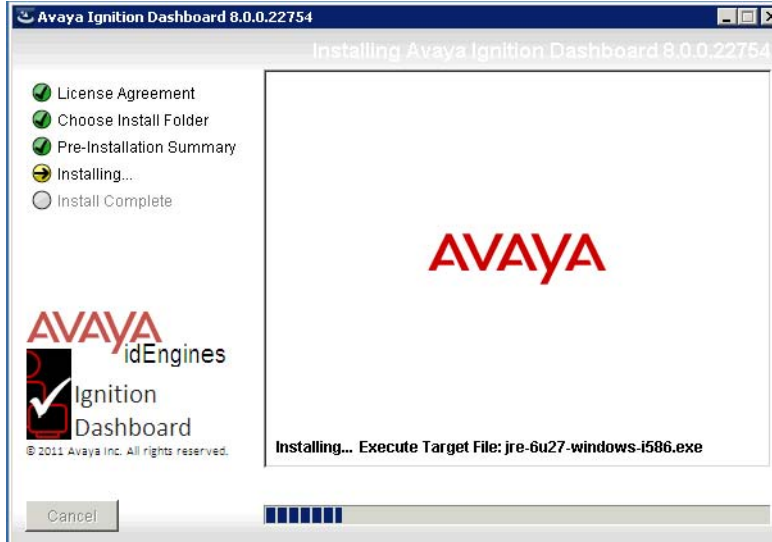 Avaya Ignition Dashboard 8.0.0.22754
Installing Avaya Ignition Dashboard 8.0.0.22754
License Agreement
Choose Install Folder
Pre-Installation Summary
Installing...
Install Complete
AVAYA
AVAYA
idEngines
Ignition
Dashboard
© 2011 Avaya Inc. All rights reserved.
Installing... Execute Target File: jre-6u27-windows-i586.exe
Cancel